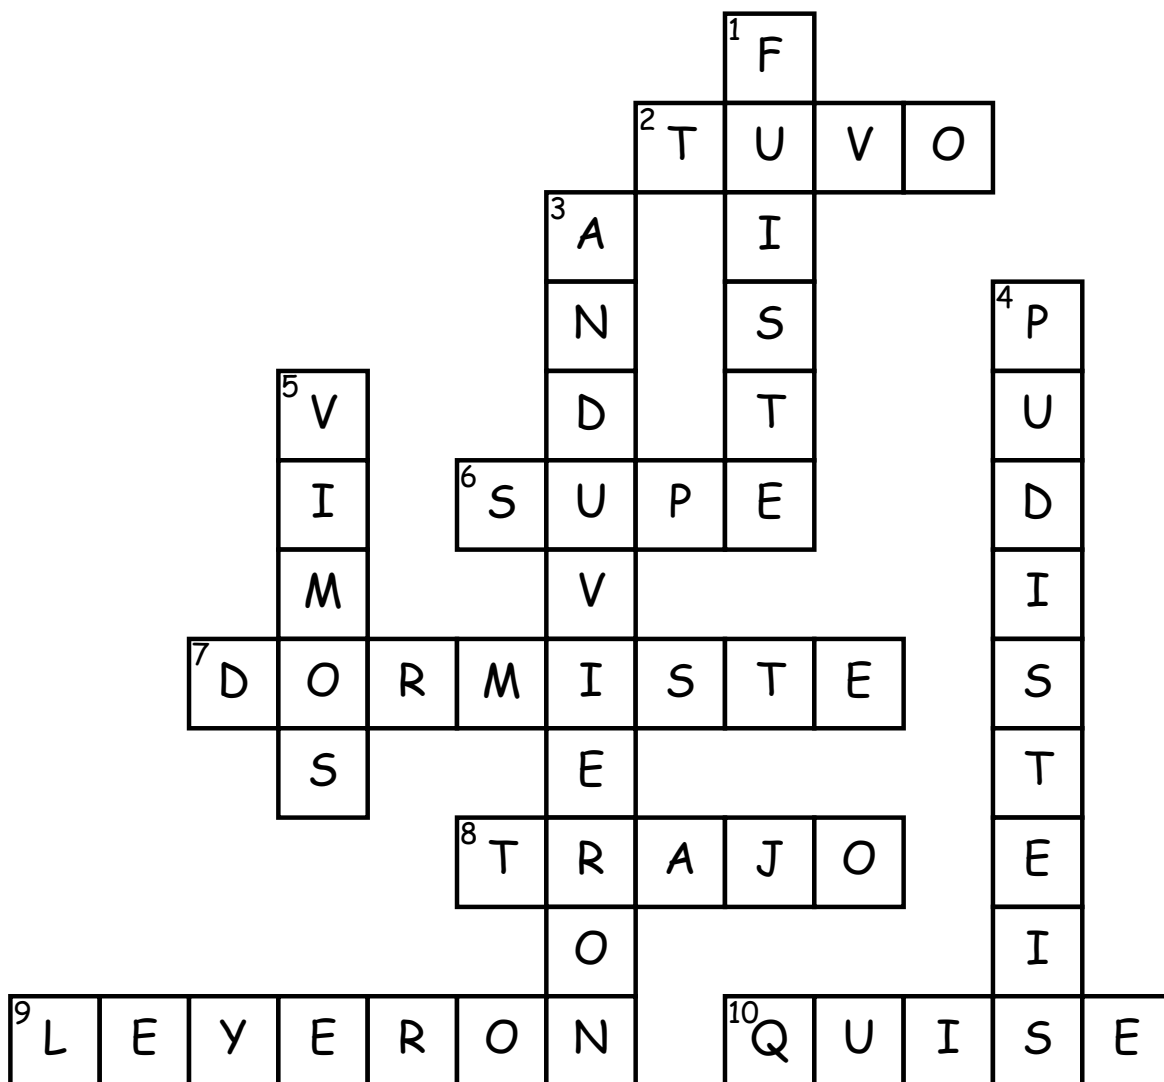 1 F
2 T U V O
3 A I
N S 4 P
5 V D T U
I 6 S U P E D
M V I
7 D O R M I S T E S
S E T
8 T R A J O E
O I
9 L E Y E R O N 10 Q U I S E